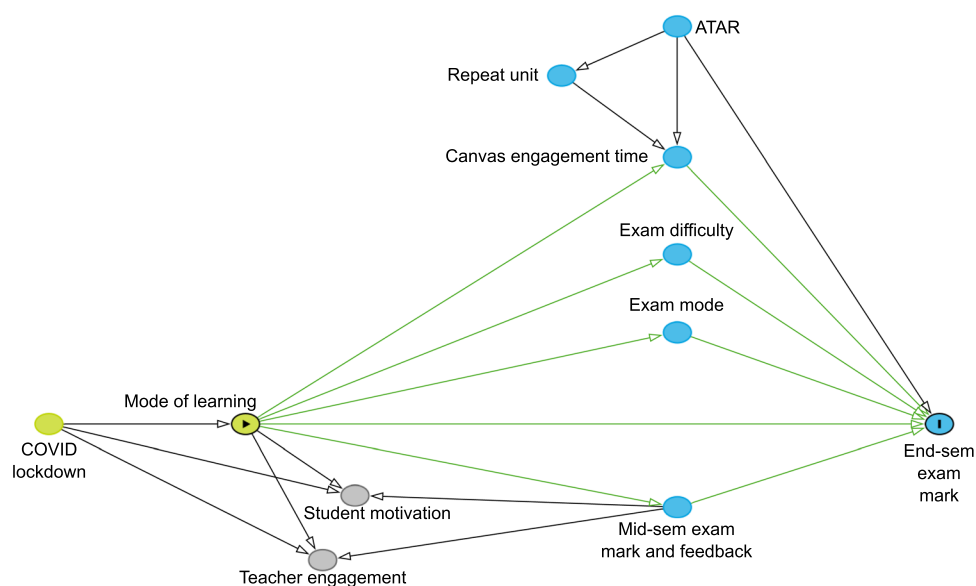 ATAR
Repeat unit
Canvas engagement time
Exam difficulty
Exam mode
Mode of learning
COVID
lockdown
End-sem
exam
mark
Student motivation
Mid-sem exam
mark and feedback
Teacher engagement